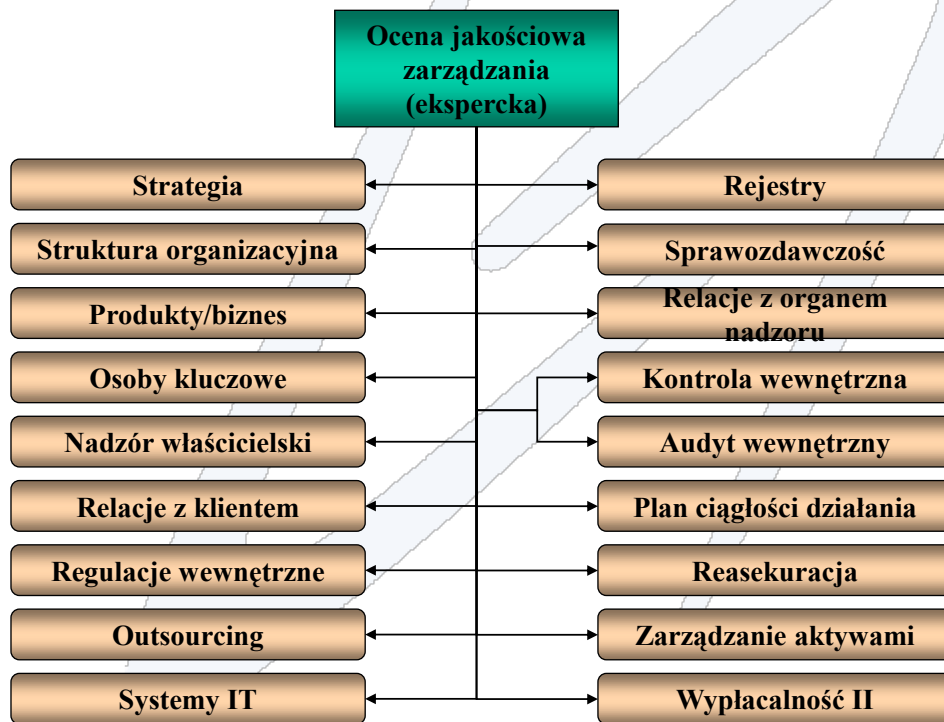 Ocena jakościowa
zarządzania
(ekspercka)
Strategia
Rejestry
Struktura organizacyjna
Sprawozdawczość
Produkty/biznes
Relacje z organem
nadzoru
Osoby kluczowe
Kontrola wewnętrzna
Nadzór właścicielski
Audyt wewnętrzny
Relacje z klientem
Plan ciągłości działania
Regulacje wewnętrzne
Reasekuracja
Outsourcing
Zarządzanie aktywami
Systemy IT
Wypłacalność II